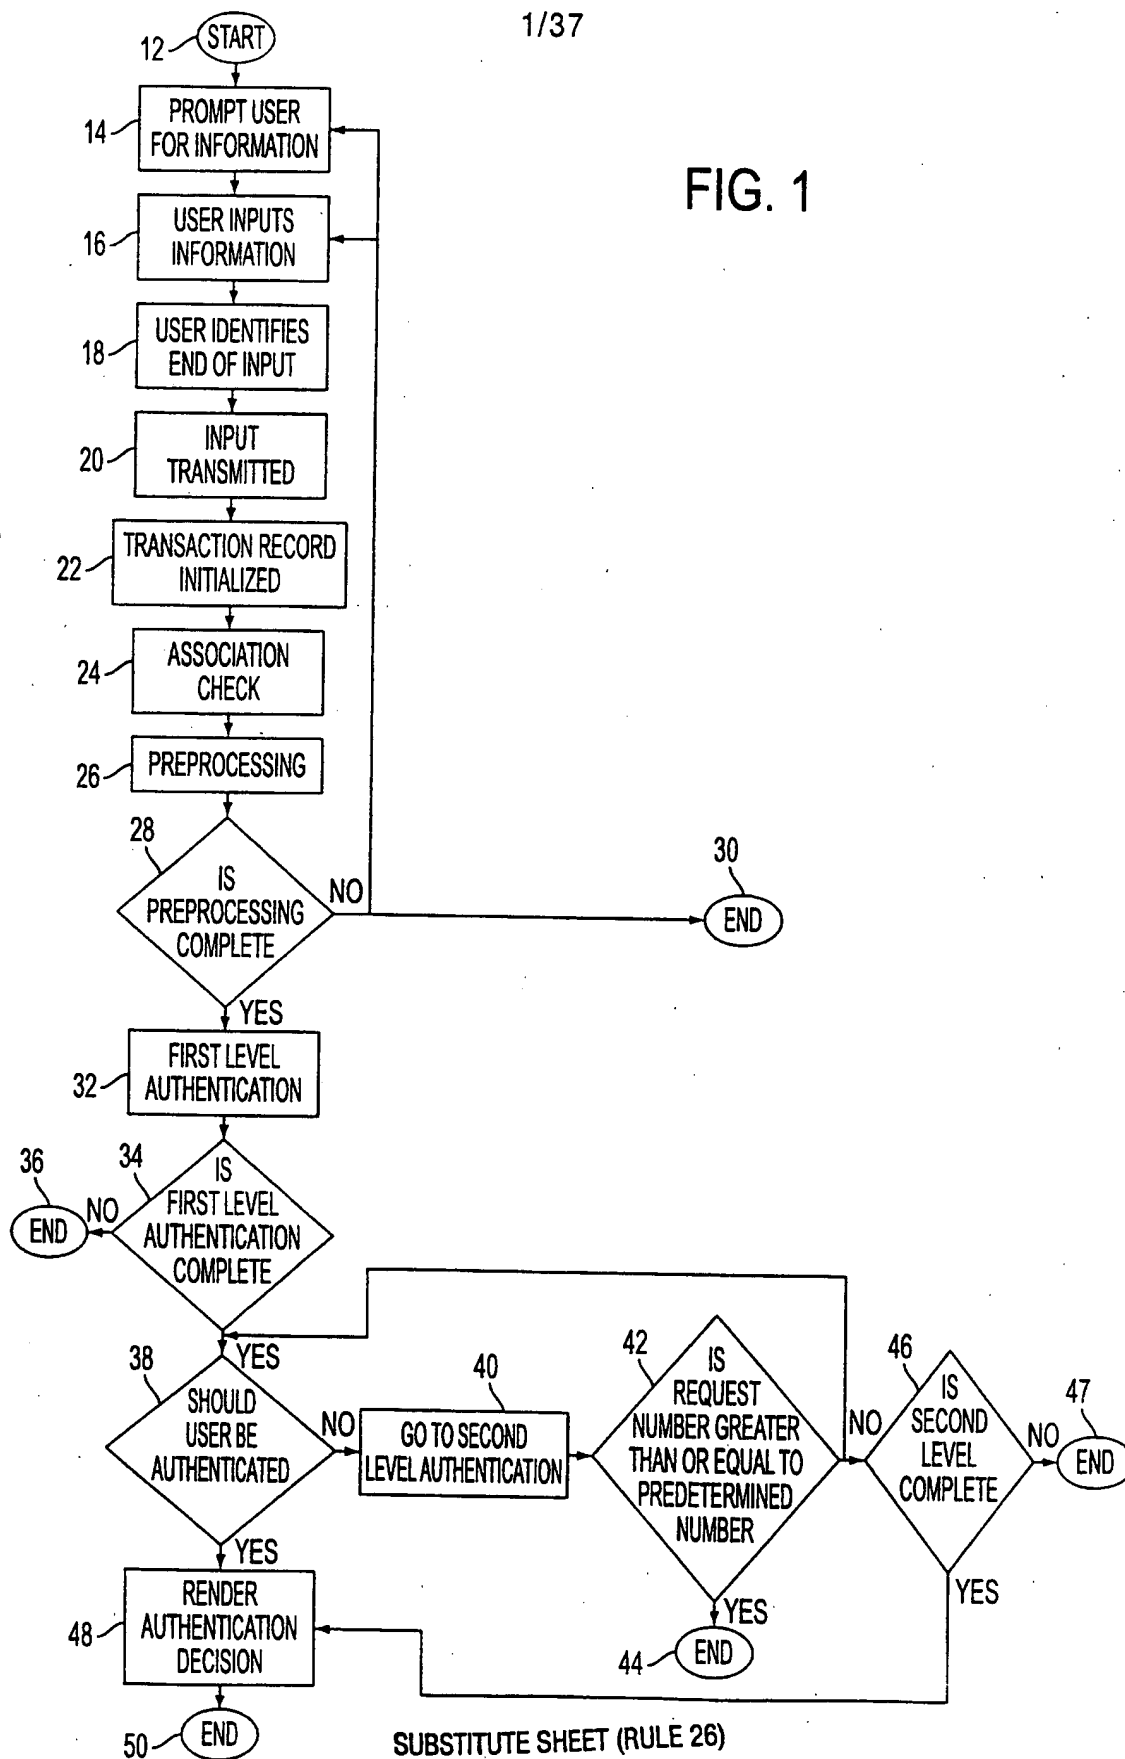 1/37
12
START
14
PROMPT USER
FOR INFORMATION
FIG. 1
16
USER INPUTS
INFORMATION
18
USER IDENTIFIES
END OF INPUT
20
INPUT
TRANSMITTED
22
TRANSACTION RECORD
INITIALIZED
24
ASSOCIATION
CHECK
26
PREPROCESSING
28
IS
PREPROCESSING
COMPLETE
NO
30
END
YES
32
FIRST LEVEL
AUTHENTICATION
34
IS
FIRST LEVEL
AUTHENTICATION
COMPLETE
NO
36
END
YES
38
SHOULD
USER BE
AUTHENTICATED
NO
40
GO TO SECOND
LEVEL AUTHENTICATION
42
IS
REQUEST
NUMBER GREATER
THAN OR EQUAL TO
PREDETERMINED
NUMBER
NO
46
IS
SECOND
LEVEL
COMPLETE
NO
47
END
YES
YES
44
END
YES
48
RENDER
AUTHENTICATION
DECISION
50
END
SUBSTITUTE SHEET (RULE 26)